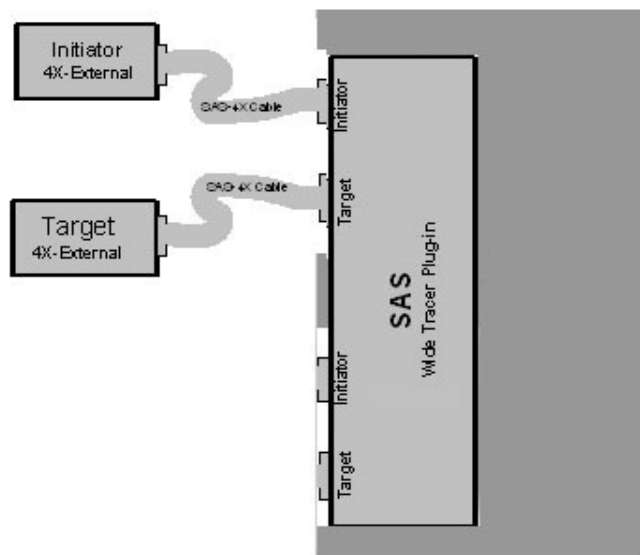 Initiator
4X-External
SAS-4X Cable
Initiator
SAS-4X Cable
Target
Target
4X-External
SAS
Wide Tracer Plug-in
Initiator
Target